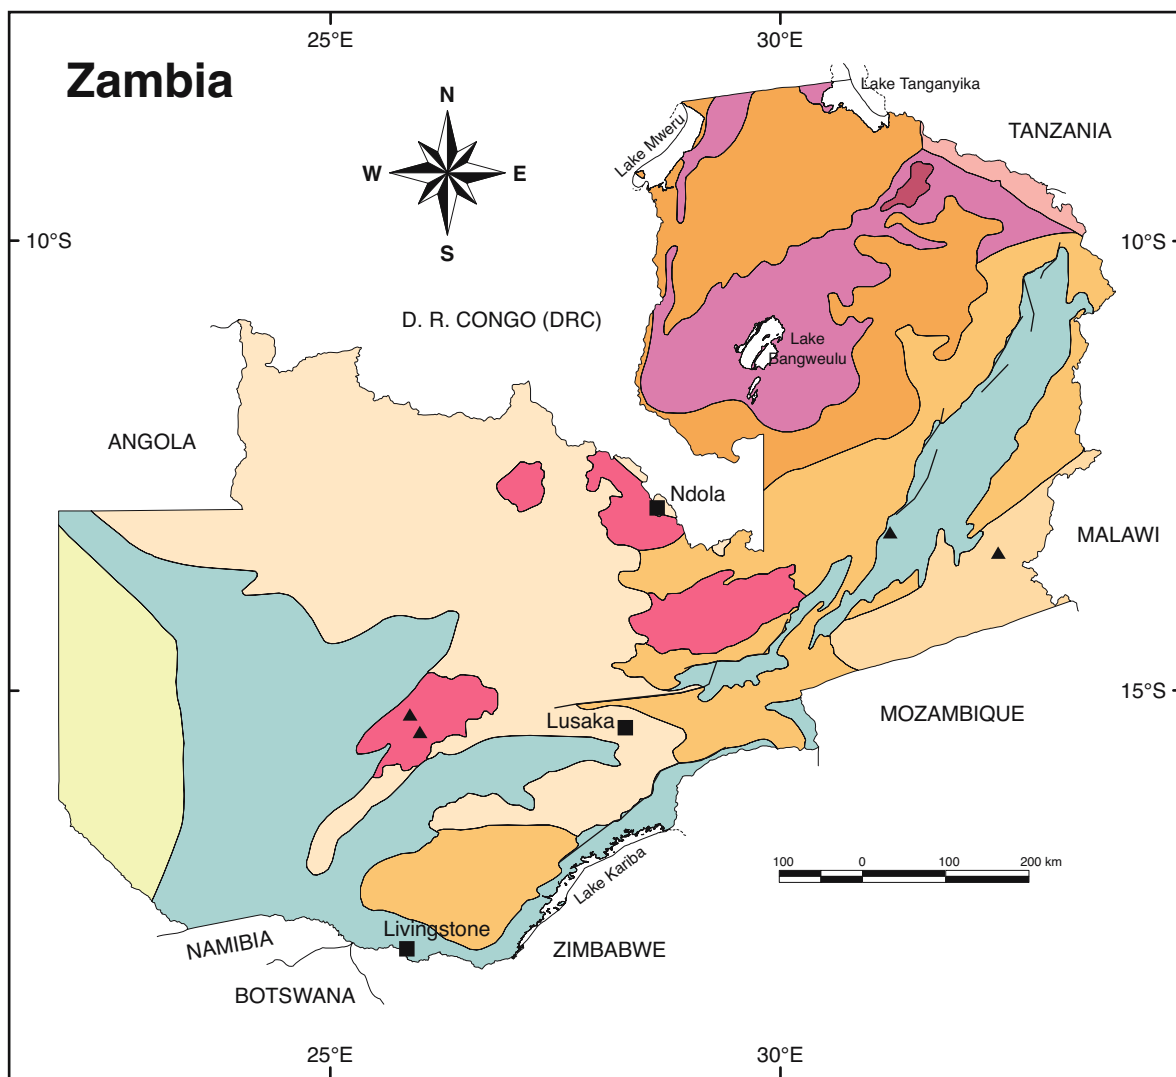 25°E
30°E
Zambia
N
W
E
S
Lake Tanganyika
Lake Mweru
TANZANIA
10°S
10°S
D. R. CONGO (DRC)
Lake
Bangweulu
ANGOLA
Ndola
MALAWI
15°S
Lusaka
MOZAMBIQUE
Lake Kariba
100
0
100
200 km
Livingstone
NAMIBIA
ZIMBABWE
BOTSWANA
25°E
30°E